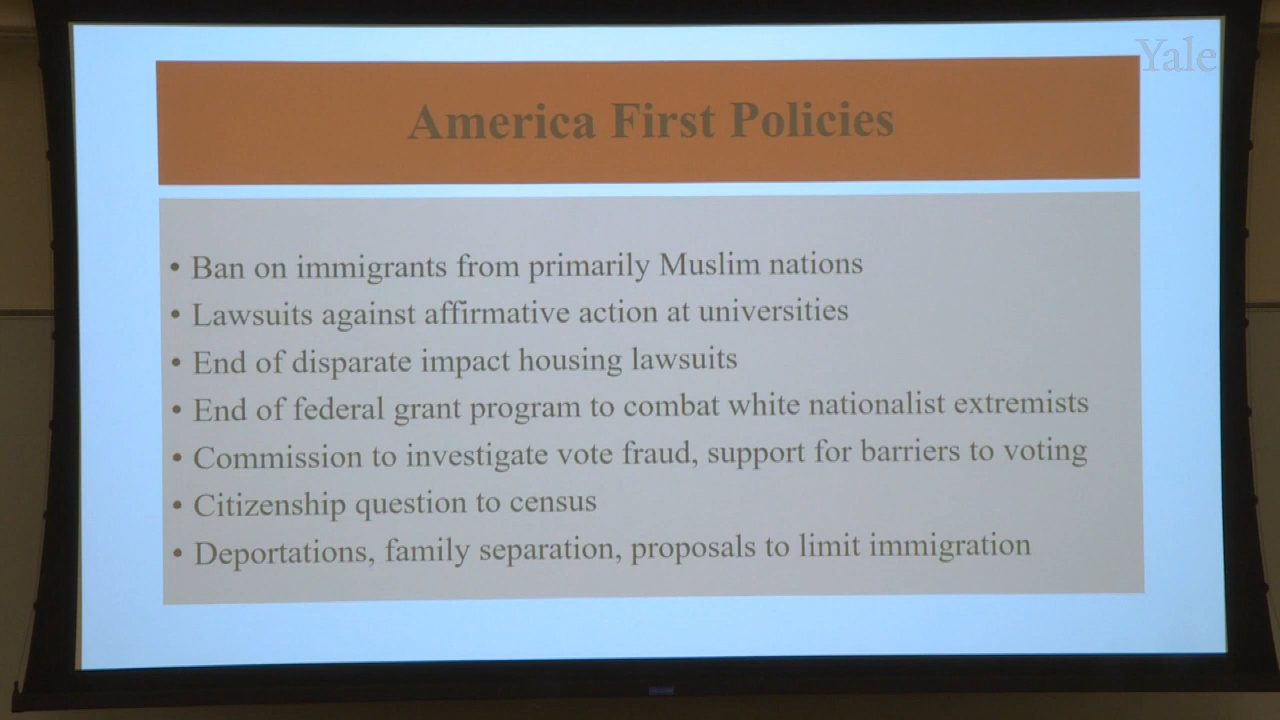 Yale
America First Policies
• Ban on immigrants from primarily Muslim nations
• Lawsuits against affirmative action at universities
• End of disparate impact housing lawsuits
• End of federal grant program to combat white nationalist extremists
• Commission to investigate vote fraud, support for barriers to voting
• Citizenship question to census
• Deportations, family separation, proposals to limit immigration